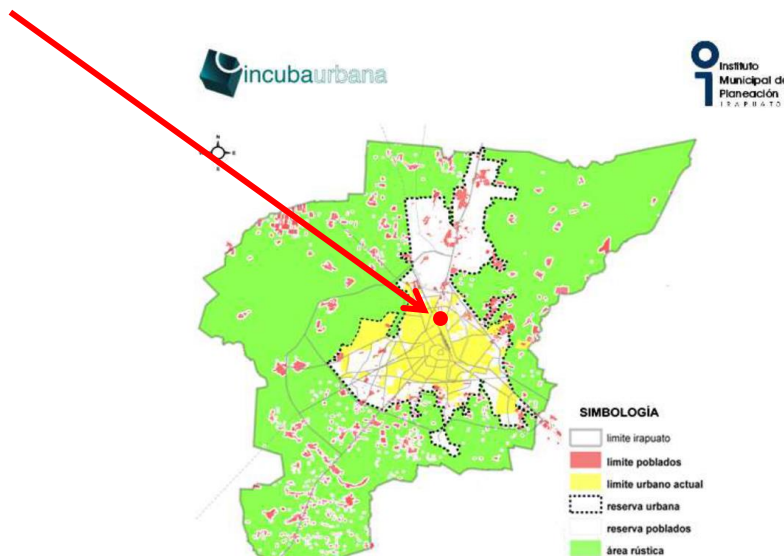 incubaurbana
Instituto
Municipal de
Planeación
IRAPUATO
N
E
S
SIMBOLOGÍA
limite irapuato
limite poblados
limite urbano actual
reserva urbana
reserva poblados
área rústica